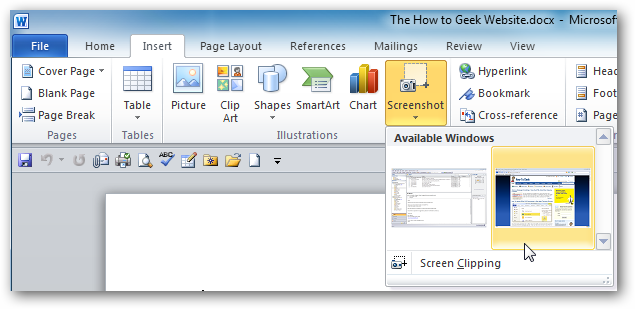 The How to Geek Website.docx - Microsoft
File Home Insert Page Layout References Mailings Review View
Cover Page
Blank Page
Page Break
Pages
Table
Tables
Picture
Clip
Art
Shapes
SmartArt
Chart
Screenshot
Illustrations
Hyperlink
Bookmark
Cross-reference
Head
Foot
Page
Available Windows
Screen Clipping